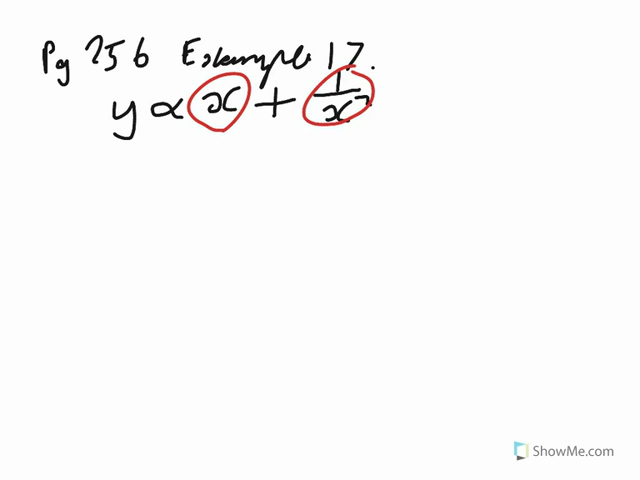 Pg 256 Example 17.
y ∝ x + 1/x²
ShowMe.com